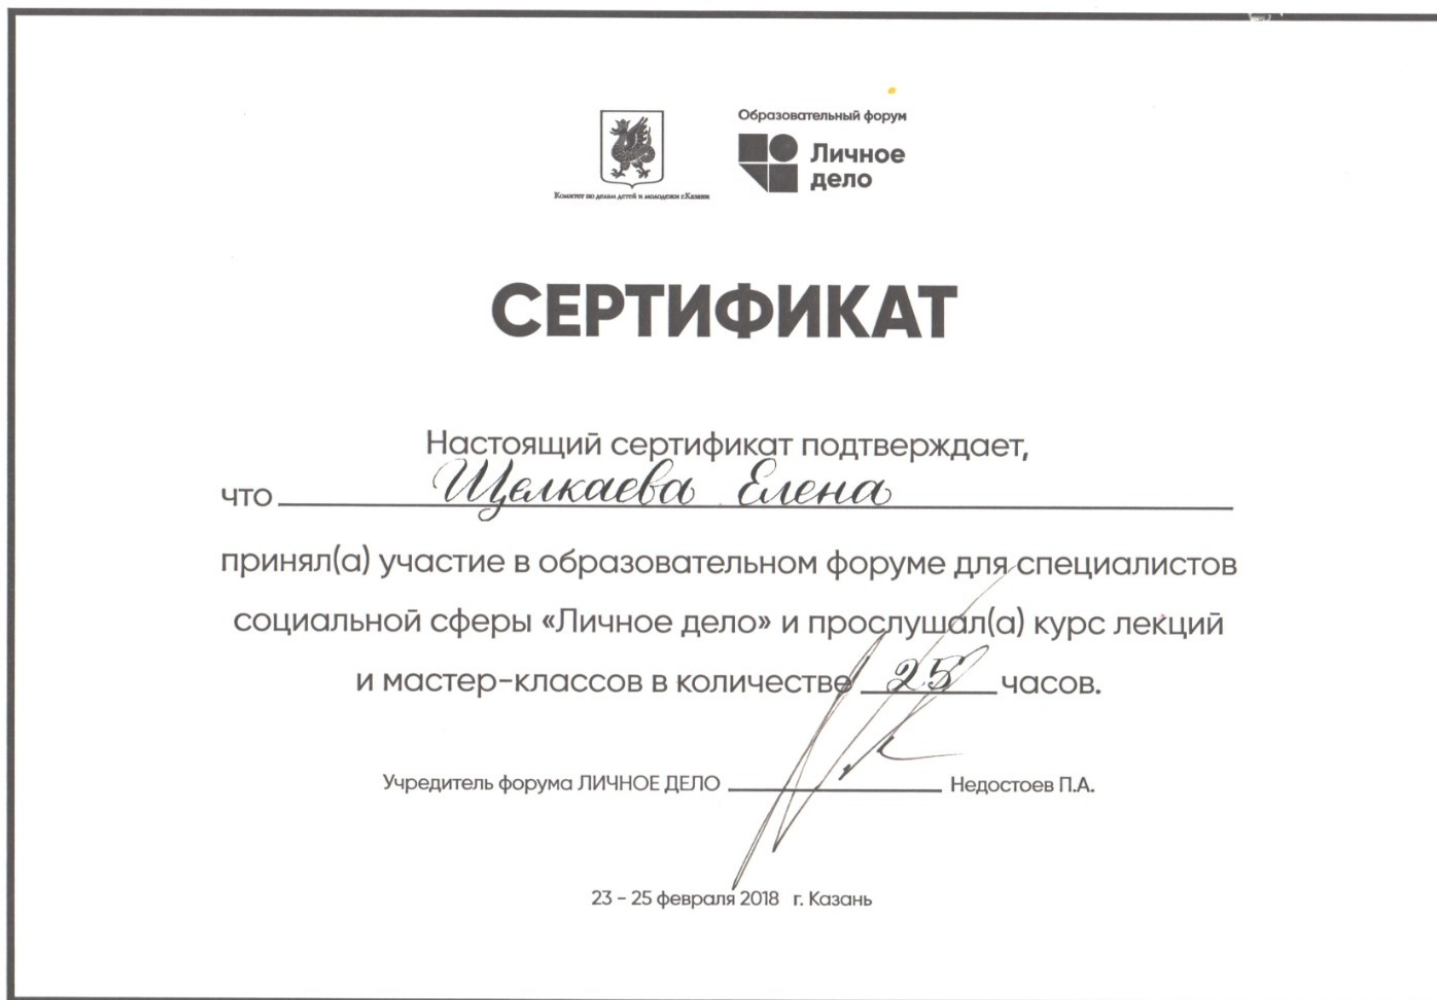 Образовательный форум
Личное
дело
Комитет по делам детей и молодежи г.Казани
СЕРТИФИКАТ
Настоящий сертификат подтверждает,
что Щелкаева Елена
принял(а) участие в образовательном форуме для специалистов
социальной сферы «Личное дело» и прослушал(а) курс лекций
и мастер-классов в количестве 25 часов.
Учредитель форума ЛИЧНОЕ ДЕЛО Недостоев П.А.
23 - 25 февраля 2018 г. Казань